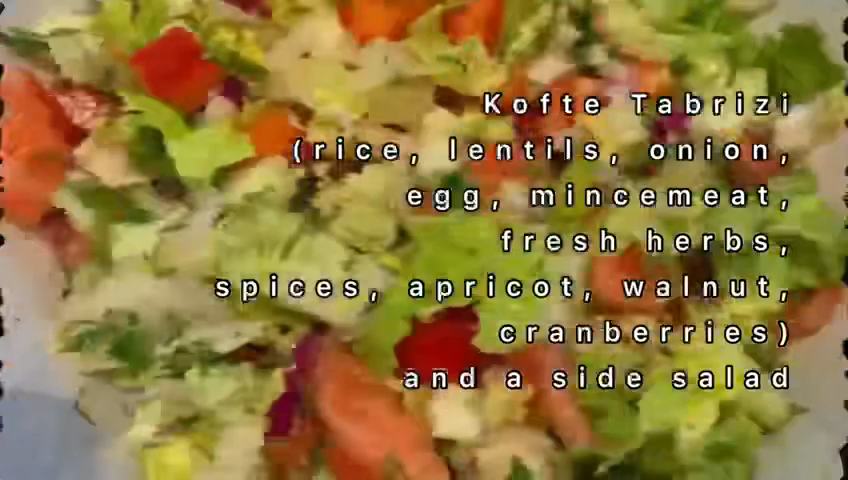 Kofte Tabrizi
(rice, lentils, onion,
egg, mincemeat,
fresh herbs,
spices, apricot, walnut,
cranberries)
and a side salad